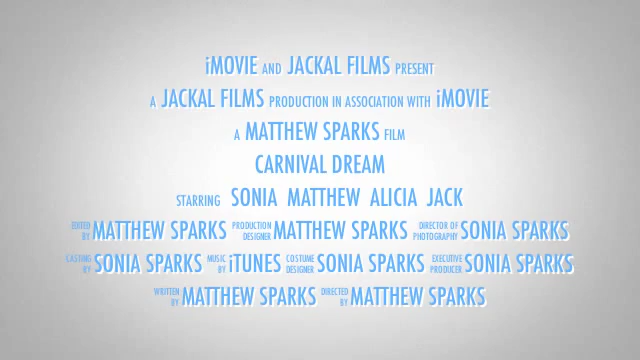 iMOVIE AND JACKAL FILMS PRESENT
A JACKAL FILMS PRODUCTION IN ASSOCIATION WITH iMOVIE
A MATTHEW SPARKS FILM
CARNIVAL DREAM
STARRING SONIA MATTHEW ALICIA JACK
EDITED BY MATTHEW SPARKS PRODUCTION DESIGNER MATTHEW SPARKS DIRECTOR OF PHOTOGRAPHY SONIA SPARKS
CASTING BY SONIA SPARKS MUSIC BY iTUNES COSTUME DESIGNER SONIA SPARKS EXECUTIVE PRODUCER SONIA SPARKS
WRITTEN BY MATTHEW SPARKS DIRECTED BY MATTHEW SPARKS